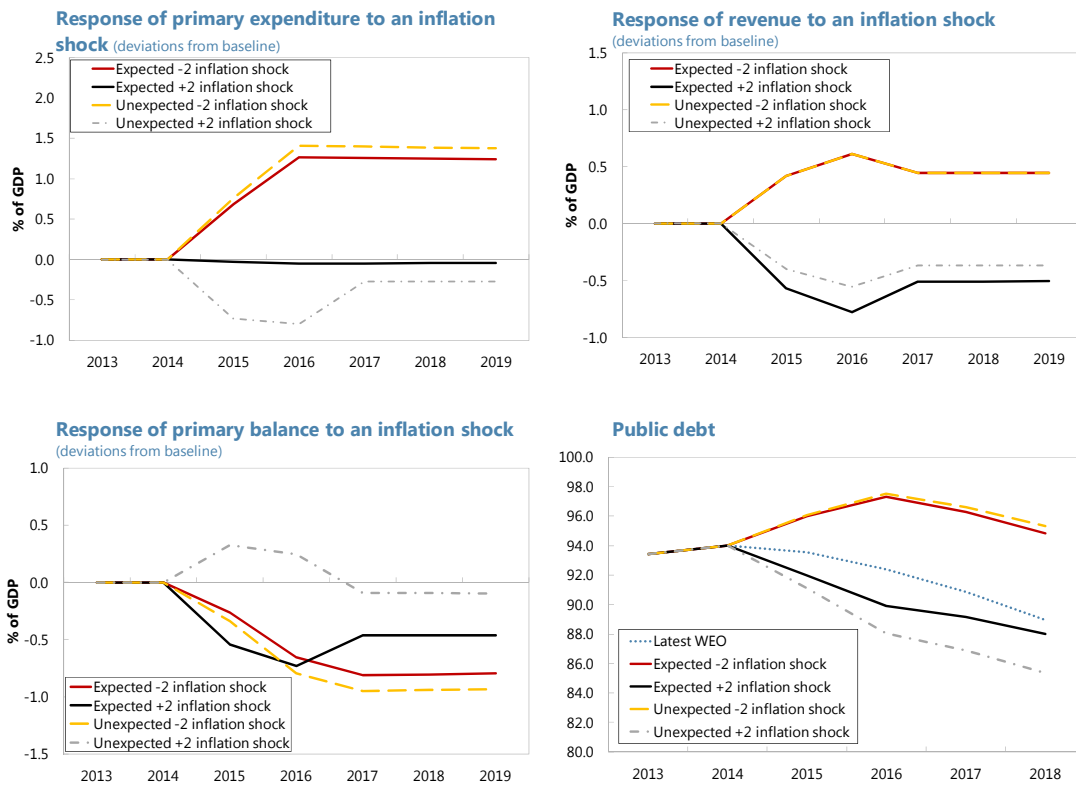 Response of primary expenditure to an inflation
shock (deviations from baseline)
2.5
2.0
1.5
1.0
0.5
0.0
-0.5
-1.0
% of GDP
Expected -2 inflation shock
Expected +2 inflation shock
Unexpected -2 inflation shock
Unexpected +2 inflation shock
2013 2014 2015 2016 2017 2018 2019
Response of revenue to an inflation shock
(deviations from baseline)
1.5
1.0
0.5
0.0
-0.5
-1.0
% of GDP
Expected -2 inflation shock
Expected +2 inflation shock
Unexpected -2 inflation shock
Unexpected +2 inflation shock
2013 2014 2015 2016 2017 2018 2019
Response of primary balance to an inflation shock
(deviations from baseline)
1.0
0.5
0.0
-0.5
-1.0
-1.5
% of GDP
Expected -2 inflation shock
Expected +2 inflation shock
Unexpected -2 inflation shock
Unexpected +2 inflation shock
2013 2014 2015 2016 2017 2018 2019
Public debt
100.0
98.0
96.0
94.0
92.0
90.0
88.0
86.0
84.0
82.0
80.0
Latest WEO
Expected -2 inflation shock
Expected +2 inflation shock
Unexpected -2 inflation shock
Unexpected +2 inflation shock
2013 2014 2015 2016 2017 2018